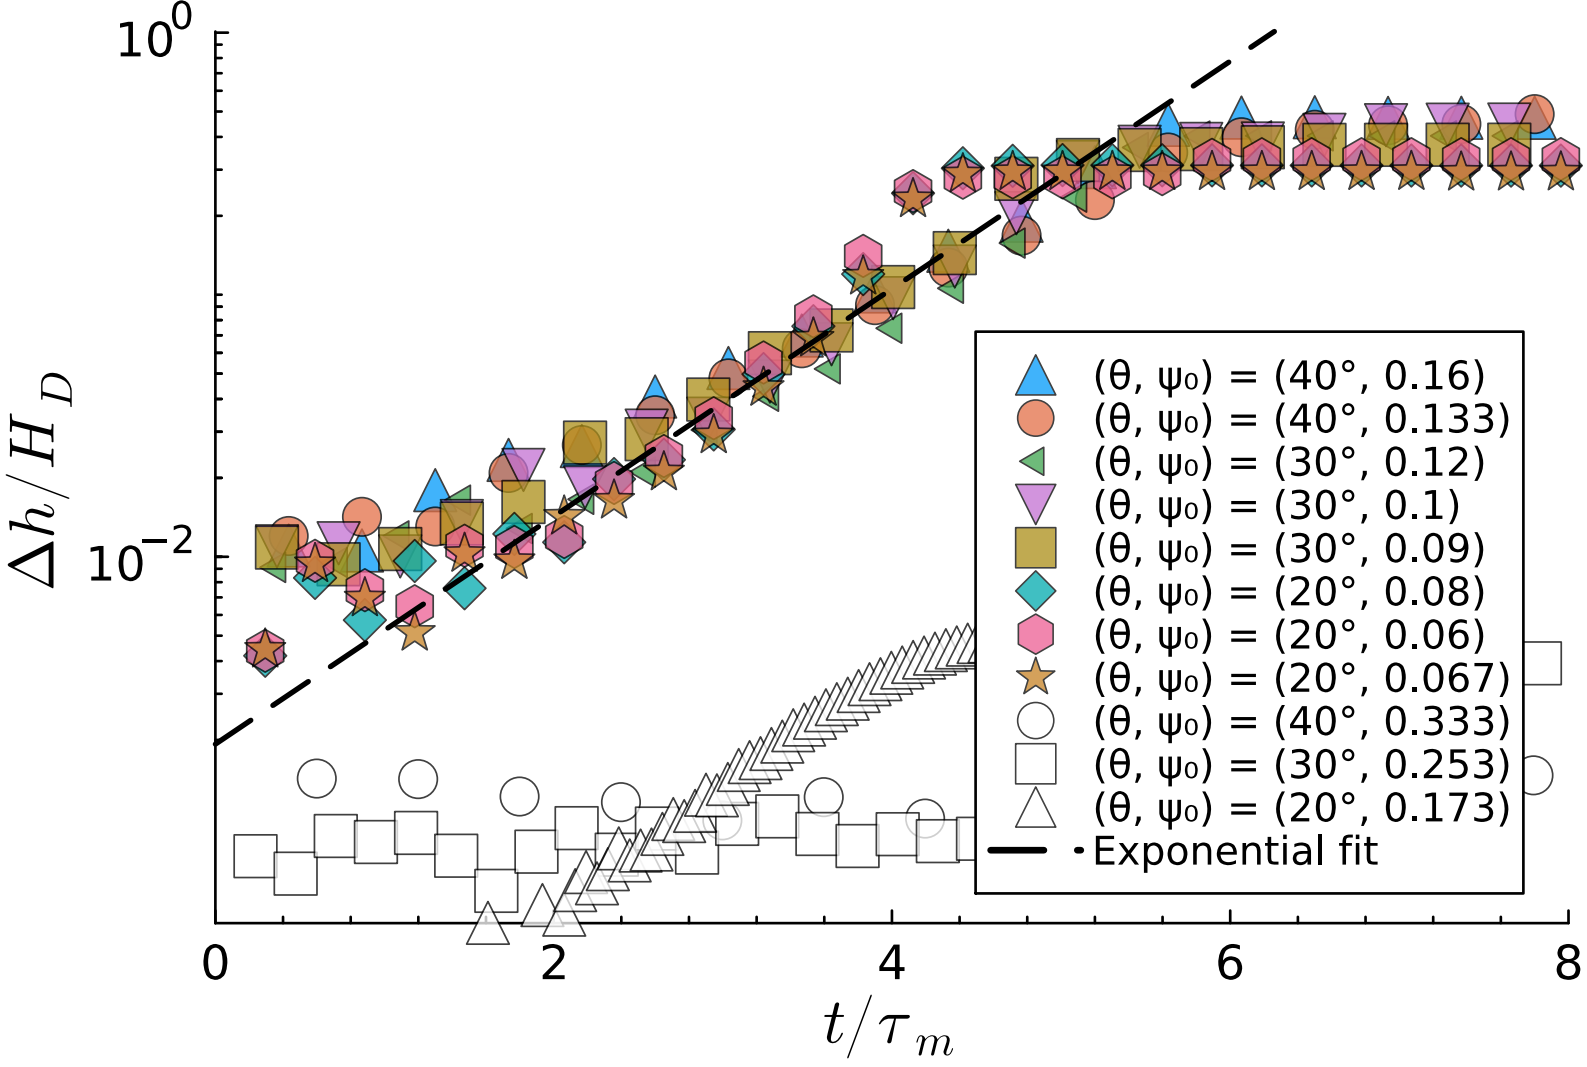 10⁰
10⁻²
Δh/H_D
(θ, ψ₀) = (40°, 0.16)
(θ, ψ₀) = (40°, 0.133)
(θ, ψ₀) = (30°, 0.12)
(θ, ψ₀) = (30°, 0.1)
(θ, ψ₀) = (30°, 0.09)
(θ, ψ₀) = (20°, 0.08)
(θ, ψ₀) = (20°, 0.06)
(θ, ψ₀) = (20°, 0.067)
(θ, ψ₀) = (40°, 0.333)
(θ, ψ₀) = (30°, 0.253)
(θ, ψ₀) = (20°, 0.173)
Exponential fit
0 2 4 6 8
t/τ_m